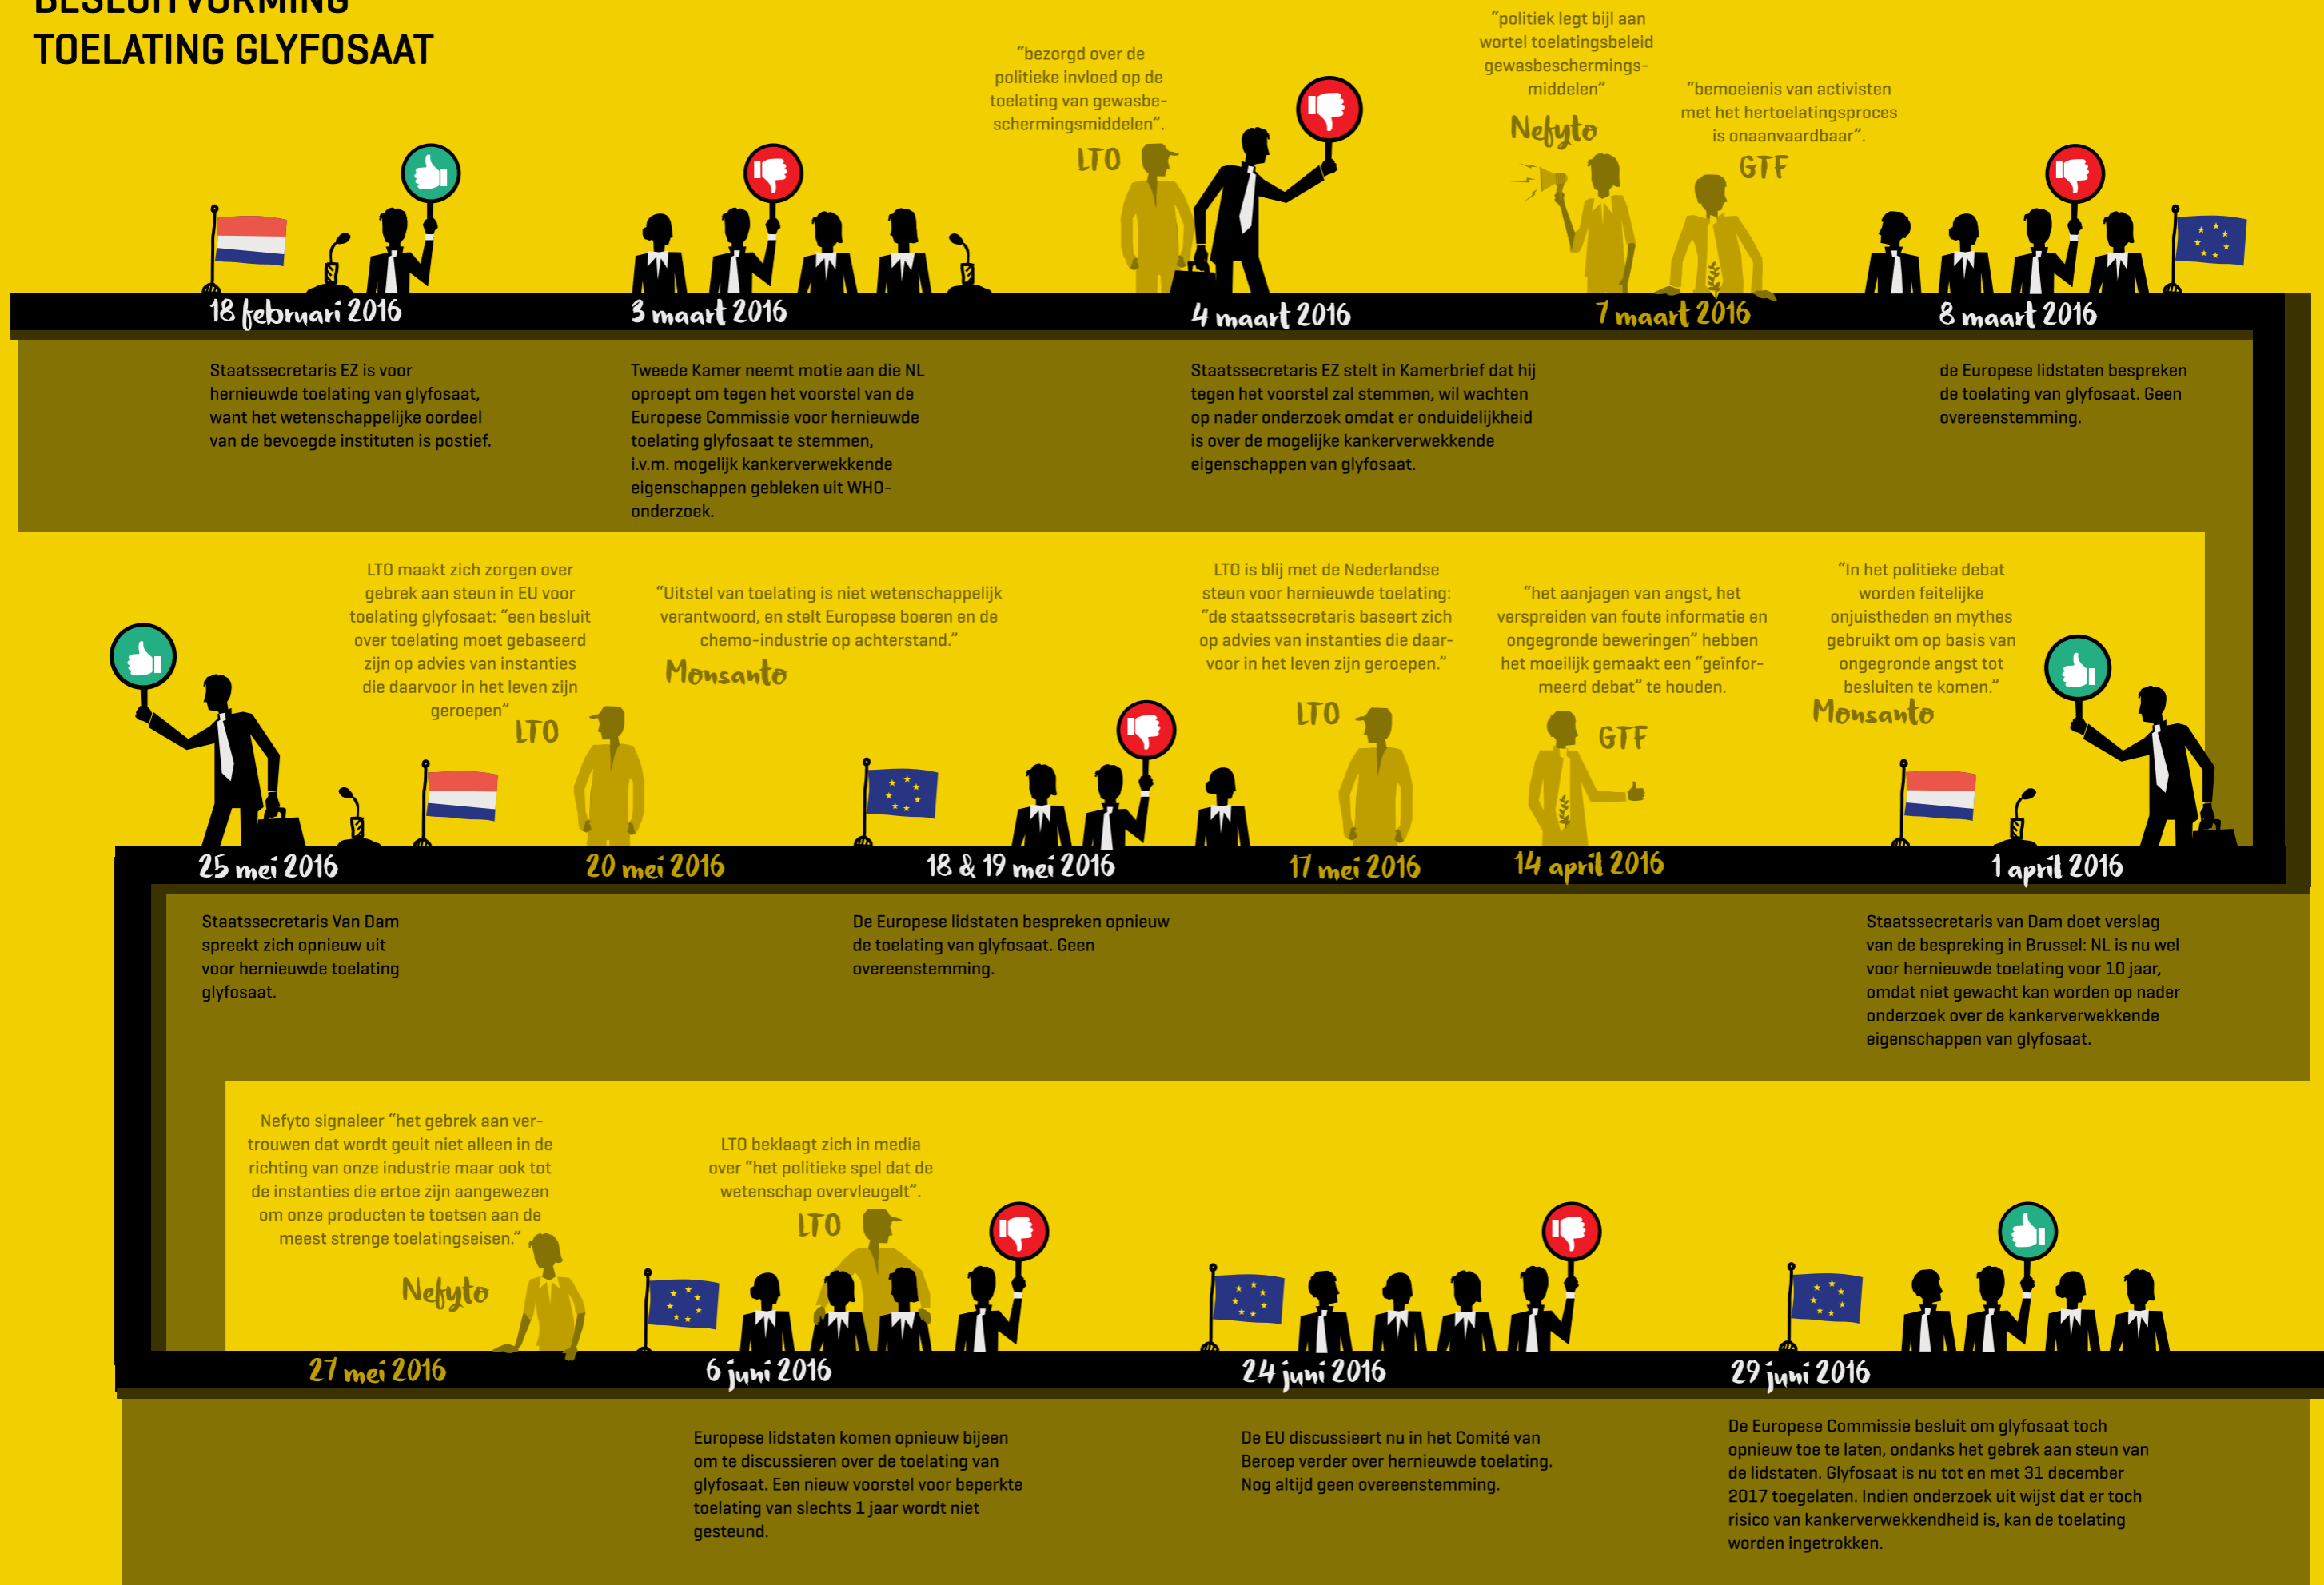 BESLUITVORMING
TOELATING GLYFOSAAT
"bezorgd over de
politieke invloed op de
toelating van gewasbe-
schermingsmiddelen".
LTO
"politiek legt bijl aan
wortel toelatingsbeleid
gewasbeschermings-
middelen"
Nefyto
"bemoeienis van activisten
met het hertoelatingsproces
is onaanvaardbaar".
GTF
18 februari 2016
3 maart 2016
4 maart 2016
7 maart 2016
8 maart 2016
Staatssecretaris EZ is voor
hernieuwde toelating van glyfosaat,
want het wetenschappelijke oordeel
van de bevoegde instituten is postief.
Tweede Kamer neemt motie aan die NL
oproept om tegen het voorstel van de
Europese Commissie voor hernieuwde
toelating glyfosaat te stemmen,
i.v.m. mogelijk kankerverwekkende
eigenschappen gebleken uit WHO-
onderzoek.
Staatssecretaris EZ stelt in Kamerbrief dat hij
tegen het voorstel zal stemmen, wil wachten
op nader onderzoek omdat er onduidelijkheid
is over de mogelijke kankerverwekkende
eigenschappen van glyfosaat.
de Europese lidstaten bespreken
de toelating van glyfosaat. Geen
overeenstemming.
"In het politieke debat
worden feitelijke
onjuistheden en mythes
gebruikt om op basis van
ongegronde angst tot
besluiten te komen."
Monsanto
"het aanjagen van angst, het
verspreiden van foute informatie en
ongegronde beweringen" hebben
het moeilijk gemaakt een "geïnfor-
meerd debat" te houden.
GTF
LTO is blij met de Nederlandse
steun voor hernieuwde toelating:
"de staatssecretaris baseert zich
op advies van instanties die daar-
voor in het leven zijn geroepen."
LTO
"Uitstel van toelating is niet wetenschappelijk
verantwoord, en stelt Europese boeren en de
chemo-industrie op achterstand."
Monsanto
LTO maakt zich zorgen over
gebrek aan steun in EU voor
toelating glyfosaat: "een besluit
over toelating moet gebaseerd
zijn op advies van instanties
die daarvoor in het leven zijn
geroepen"
LTO
1 april 2016
14 april 2016
17 mei 2016
18 & 19 mei 2016
20 mei 2016
25 mei 2016
Staatssecretaris van Dam doet verslag
van de bespreking in Brussel: NL is nu wel
voor hernieuwde toelating voor 10 jaar,
omdat niet gewacht kan worden op nader
onderzoek over de kankerverwekkende
eigenschappen van glyfosaat.
De Europese lidstaten bespreken opnieuw
de toelating van glyfosaat. Geen
overeenstemming.
Staatssecretaris Van Dam
spreekt zich opnieuw uit
voor hernieuwde toelating
glyfosaat.
Nefyto signaleer "het gebrek aan ver-
trouwen dat wordt geuit niet alleen in de
richting van onze industrie maar ook tot
de instanties die ertoe zijn aangewezen
om onze producten te toetsen aan de
meest strenge toelatingseisen."
Nefyto
LTO beklaagt zich in media
over "het politieke spel dat de
wetenschap overvleugelt".
LTO
27 mei 2016
6 juni 2016
24 juni 2016
29 juni 2016
Europese lidstaten komen opnieuw bijeen
om te discussieren over de toelating van
glyfosaat. Een nieuw voorstel voor beperkte
toelating van slechts 1 jaar wordt niet
gesteund.
De EU discussieert nu in het Comité van
Beroep verder over hernieuwde toelating.
Nog altijd geen overeenstemming.
De Europese Commissie besluit om glyfosaat toch
opnieuw toe te laten, ondanks het gebrek aan steun van
de lidstaten. Glyfosaat is nu tot en met 31 december
2017 toegelaten. Indien onderzoek uit wijst dat er toch
risico van kankerverwekkendheid is, kan de toelating
worden ingetrokken.